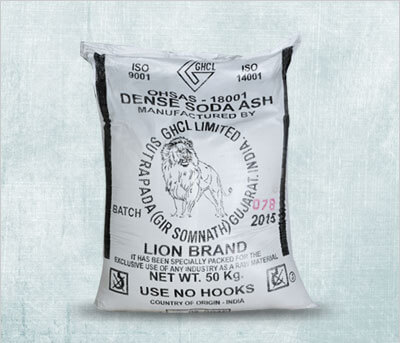 GHCL
ISO
9001
ISO
14001
OHSAS - 18001
DENSE SODA ASH
MANUFACTURED BY
GHCL LIMITED.
SUTRAPADA (GIR SOMNATH) GUJARAT. INDIA.
BATCH
078
2015
LION BRAND
IT HAS BEEN SPECIALLY PACKED FOR THE
EXCLUSIVE USE OF ANY INDUSTRY AS A RAW MATERIAL
NET WT. 50 Kg.
USE NO HOOKS
COUNTRY OF ORIGIN - INDIA